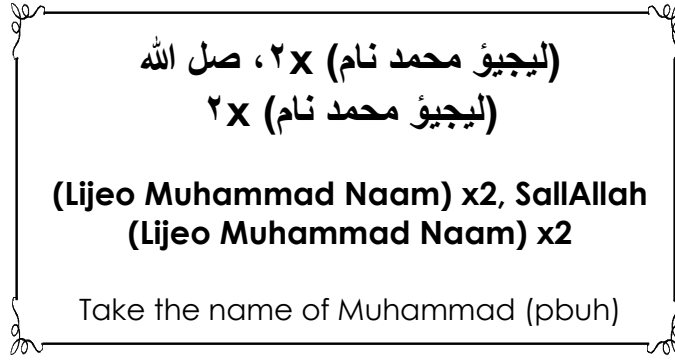 (ليجيؤ محمد نام) x٢، صل الله
(ليجيؤ محمد نام) x٢
(Lijeo Muhammad Naam) x2, SallAllah
(Lijeo Muhammad Naam) x2
Take the name of Muhammad (pbuh)